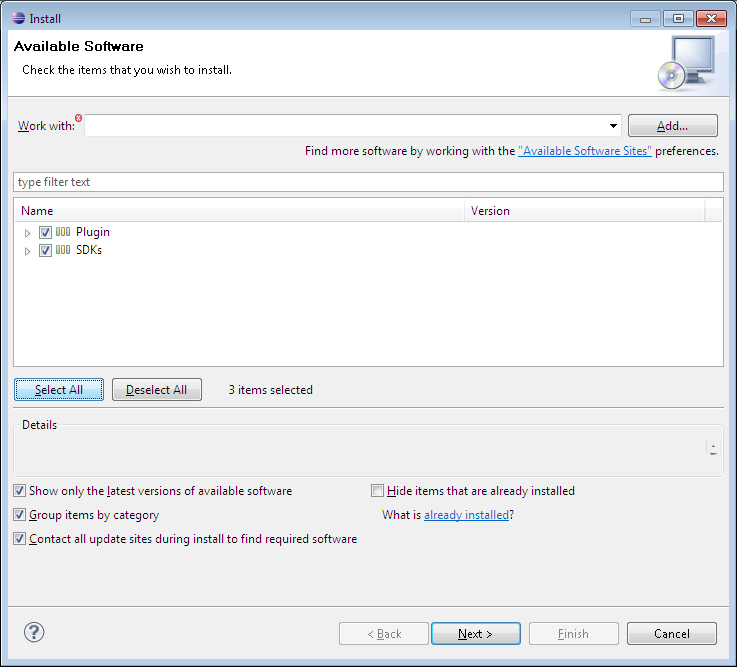 Install
Available Software
Check the items that you wish to install.
Work with:
Add...
Find more software by working with the "Available Software Sites" preferences.
type filter text
Name Version
Plugin
SDKs
Select All Deselect All 3 items selected
Details
Show only the latest versions of available software Hide items that are already installed
Group items by category What is already installed?
Contact all update sites during install to find required software
? < Back Next > Finish Cancel